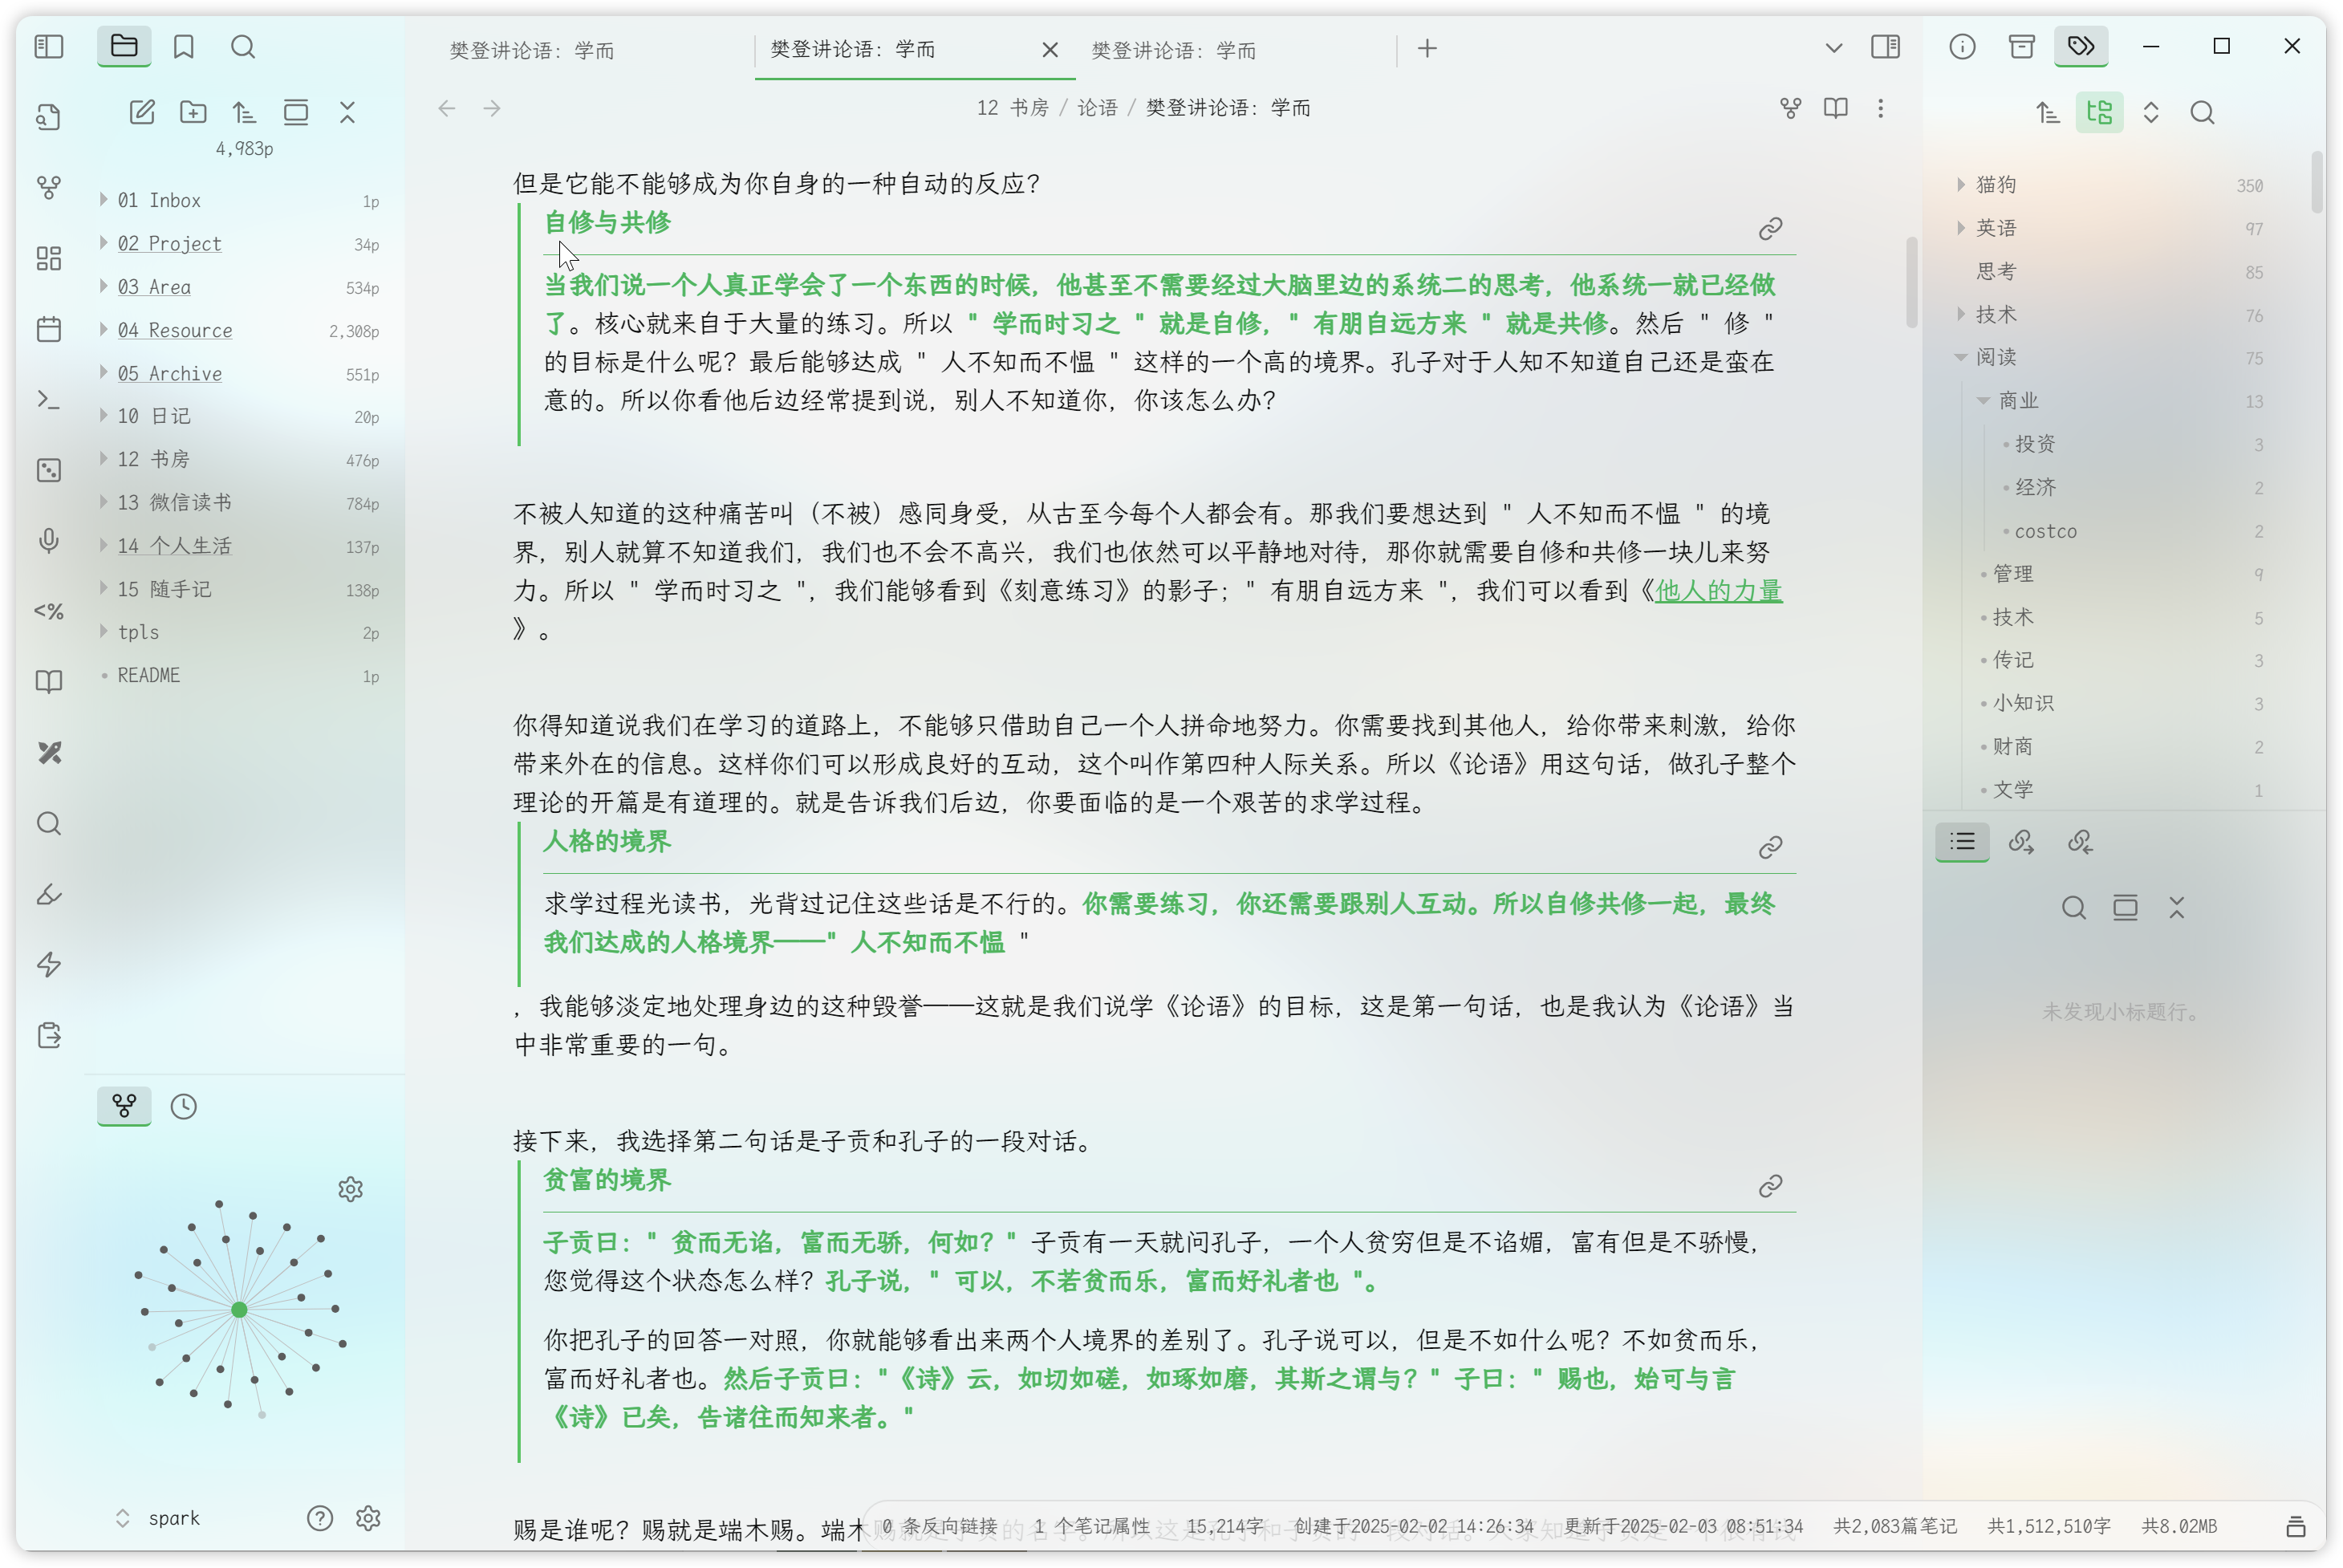 樊登讲论语：学而
樊登讲论语：学而
樊登讲论语：学而
12 书房 / 论语 / 樊登讲论语：学而
4,983p
01 Inbox 1p
02 Project 34p
03 Area 534p
04 Resource 2,308p
05 Archive 551p
10 日记 20p
12 书房 476p
13 微信读书 784p
14 个人生活 137p
15 随手记 138p
tpls 2p
README 1p
<%
spark
但是它能不能够成为你自身的一种自动的反应？
自修与共修
当我们说一个人真正学会了一个东西的时候，他甚至不需要经过大脑里边的系统二的思考，他系统一就已经做
了。核心就来自于大量的练习。所以 " 学而时习之 " 就是自修，" 有朋自远方来 " 就是共修。然后 " 修 "
的目标是什么呢？最后能够达成 " 人不知而不愠 " 这样的一个高的境界。孔子对于人知不知道自己还是蛮在
意的。所以你看他后边经常提到说，别人不知道你，你该怎么办？
不被人知道的这种痛苦叫（不被）感同身受，从古至今每个人都会有。那我们要想达到 " 人不知而不愠 " 的境
界，别人就算不知道我们，我们也不会不高兴，我们也依然可以平静地对待，那你就需要自修和共修一块儿来努
力。所以 " 学而时习之 "，我们能够看到《刻意练习》的影子；" 有朋自远方来 "，我们可以看到《他人的力量
》。
你得知道说我们在学习的道路上，不能够只借助自己一个人拼命地努力。你需要找到其他人，给你带来刺激，给你
带来外在的信息。这样你们可以形成良好的互动，这个叫作第四种人际关系。所以《论语》用这句话，做孔子整个
理论的开篇是有道理的。就是告诉我们后边，你要面临的是一个艰苦的求学过程。
人格的境界
求学过程光读书，光背过记住这些话是不行的。你需要练习，你还需要跟别人互动。所以自修共修一起，最终
我们达成的人格境界——" 人不知而不愠 "
，我能够淡定地处理身边的这种毁誉——这就是我们说学《论语》的目标，这是第一句话，也是我认为《论语》当
中非常重要的一句。
接下来，我选择第二句话是子贡和孔子的一段对话。
贫富的境界
子贡曰：" 贫而无谄，富而无骄，何如？" 子贡有一天就问孔子，一个人贫穷但是不谄媚，富有但是不骄慢，
您觉得这个状态怎么样？孔子说，" 可以，不若贫而乐，富而好礼者也 "。
你把孔子的回答一对照，你就能够看出来两个人境界的差别了。孔子说可以，但是不如什么呢？不如贫而乐，
富而好礼者也。然后子贡曰："《诗》云，如切如磋，如琢如磨，其斯之谓与？" 子曰：" 赐也，始可与言
《诗》已矣，告诸往而知来者。"
赐是谁呢？赐就是端木赐。端木
0 条反向链接 1 个笔记属性 15,214字 创建于2025-02-02 14:26:34 更新于2025-02-03 08:51:34 共2,083篇笔记 共1,512,510字 共8.02MB
猫狗 350
英语 97
思考 85
技术 76
阅读 75
商业 13
投资 3
经济 2
costco 2
管理 9
技术 5
传记 3
小知识 3
财商 2
文学 1
未发现小标题行。